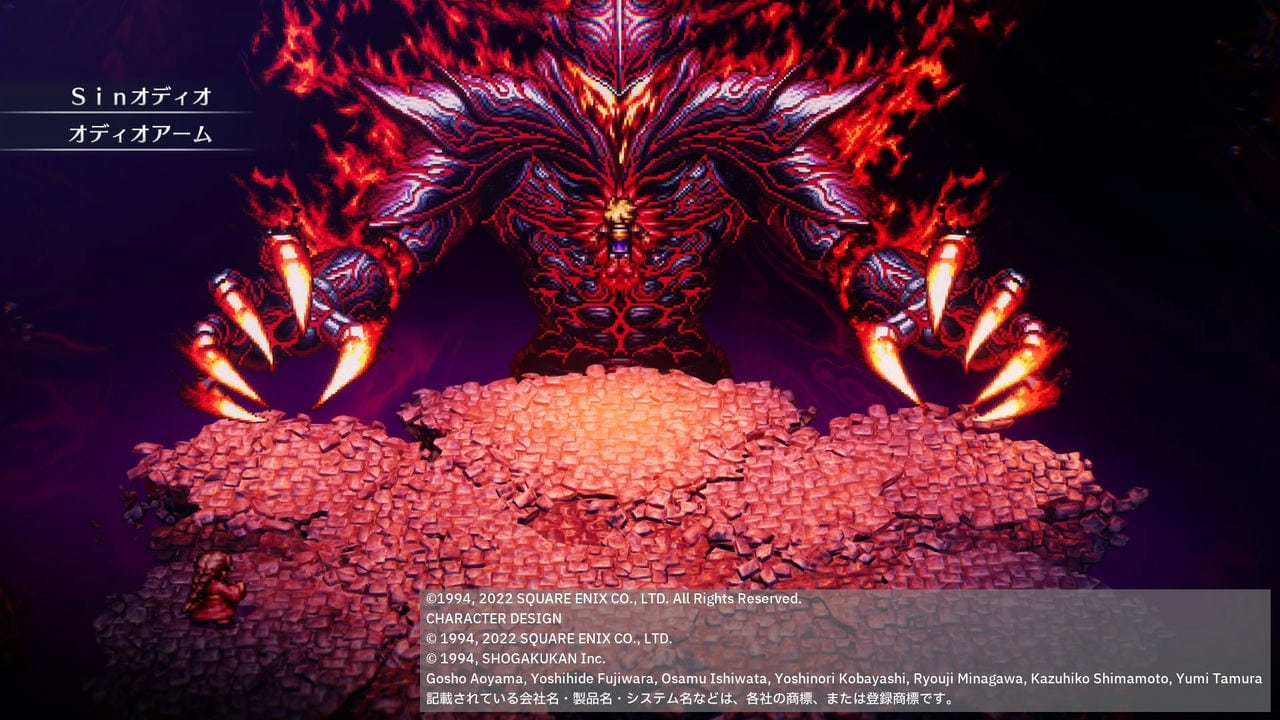 Ｓｉｎオディオ
オディオアーム
©1994, 2022 SQUARE ENIX CO., LTD. All Rights Reserved.
CHARACTER DESIGN
© 1994, 2022 SQUARE ENIX CO., LTD.
© 1994, SHOGAKUKAN Inc.
Gosho Aoyama, Yoshihide Fujiwara, Osamu Ishiwata, Yoshinori Kobayashi, Ryouji Minagawa, Kazuhiko Shimamoto, Yumi Tamura
記載されている会社名・製品名・システム名などは、各社の商標、または登録商標です。